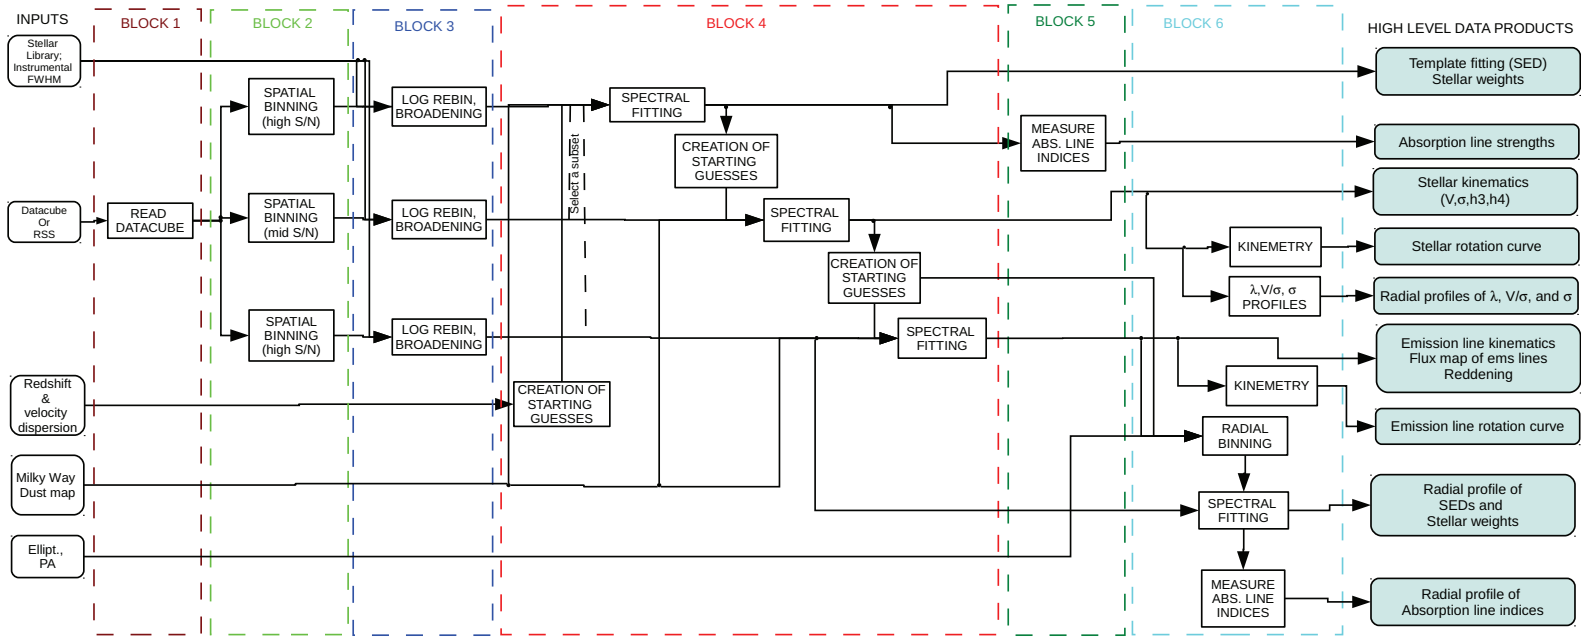 INPUTS
BLOCK 1
BLOCK 2
BLOCK 3
BLOCK 4
BLOCK 5
BLOCK 6
HIGH LEVEL DATA PRODUCTS
Stellar
Library;
Instrumental
FWHM
Datacube
Or
RSS
Redshift
&
velocity
dispersion
Milky Way
Dust map
Ellipt.,
PA
READ
DATACUBE
SPATIAL
BINNING
(high S/N)
SPATIAL
BINNING
(mid S/N)
SPATIAL
BINNING
(high S/N)
LOG REBIN,
BROADENING
LOG REBIN,
BROADENING
LOG REBIN,
BROADENING
CREATION OF
STARTING
GUESSES
Select a subset
SPECTRAL
FITTING
CREATION OF
STARTING
GUESSES
SPECTRAL
FITTING
CREATION OF
STARTING
GUESSES
SPECTRAL
FITTING
MEASURE
ABS. LINE
INDICES
KINEMETRY
λ,V/σ, σ
PROFILES
KINEMETRY
RADIAL
BINNING
SPECTRAL
FITTING
MEASURE
ABS. LINE
INDICES
Template fitting (SED)
Stellar weights
Absorption line strengths
Stellar kinematics
(V,σ,h3,h4)
Stellar rotation curve
Radial profiles of λ, V/σ, and σ
Emission line kinematics
Flux map of ems lines
Reddening
Emission line rotation curve
Radial profile of
SEDs and
Stellar weights
Radial profile of
Absorption line indices